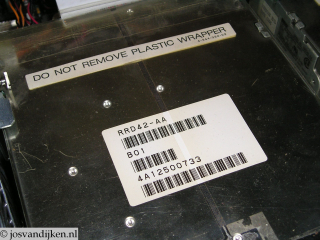 DO NOT REMOVE PLASTIC WRAPPER
RRD42-AA
B01
4A12500733
©josvandijken.nl